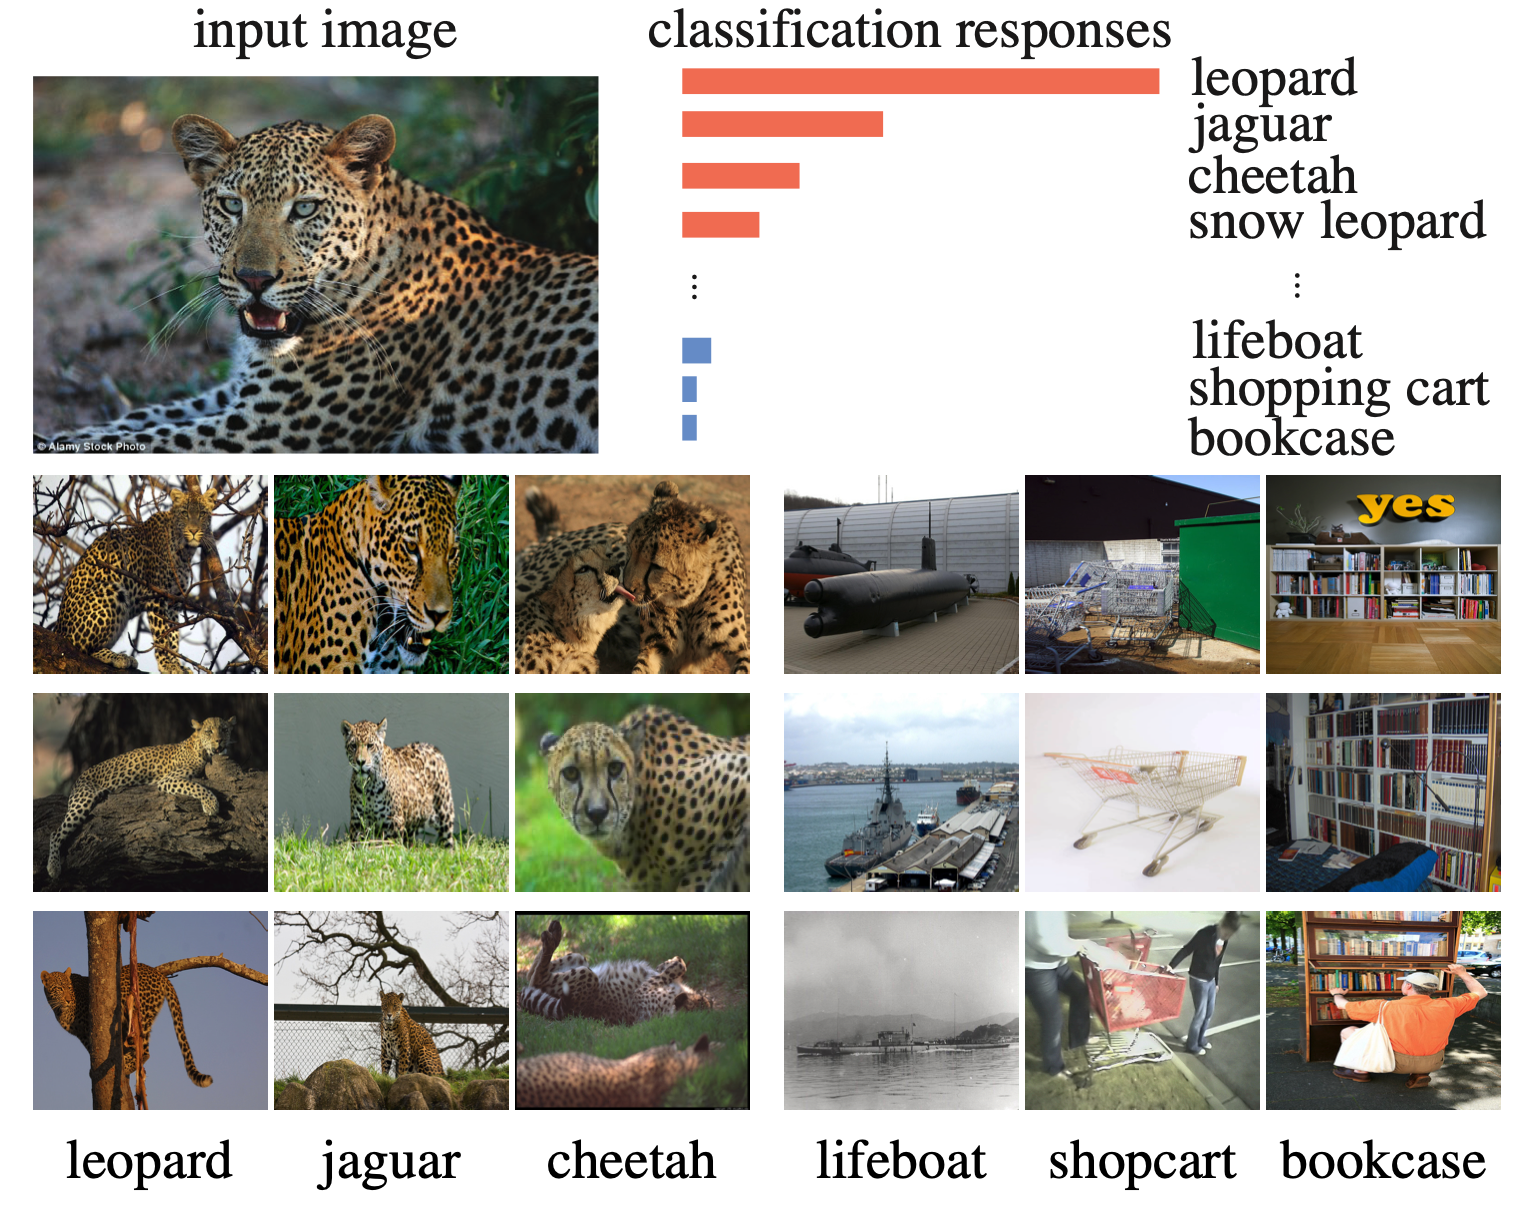 input image
classification responses
leopard
jaguar
cheetah
snow leopard
⋮
⋮
lifeboat
shopping cart
bookcase
© Alamy Stock Photo
yes
leopard
jaguar
cheetah
lifeboat
shopcart
bookcase